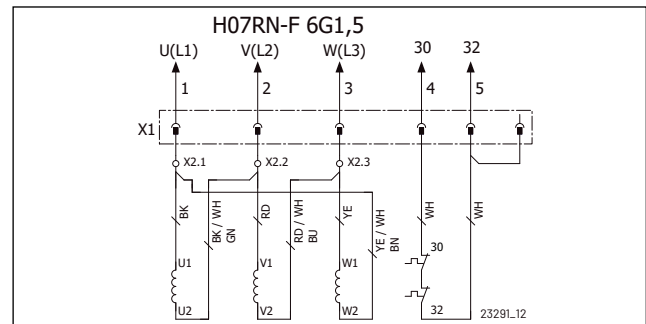 H07RN-F 6G1,5
U(L1) V(L2) W(L3) 30 32
1 2 3 4 5
X1
X2.1 X2.2 X2.3
BK BK / WH GN RD RD / WH BU YE YE / WH BN WH WH
30
U1 V1 W1
U2 V2 W2 32
23291_12